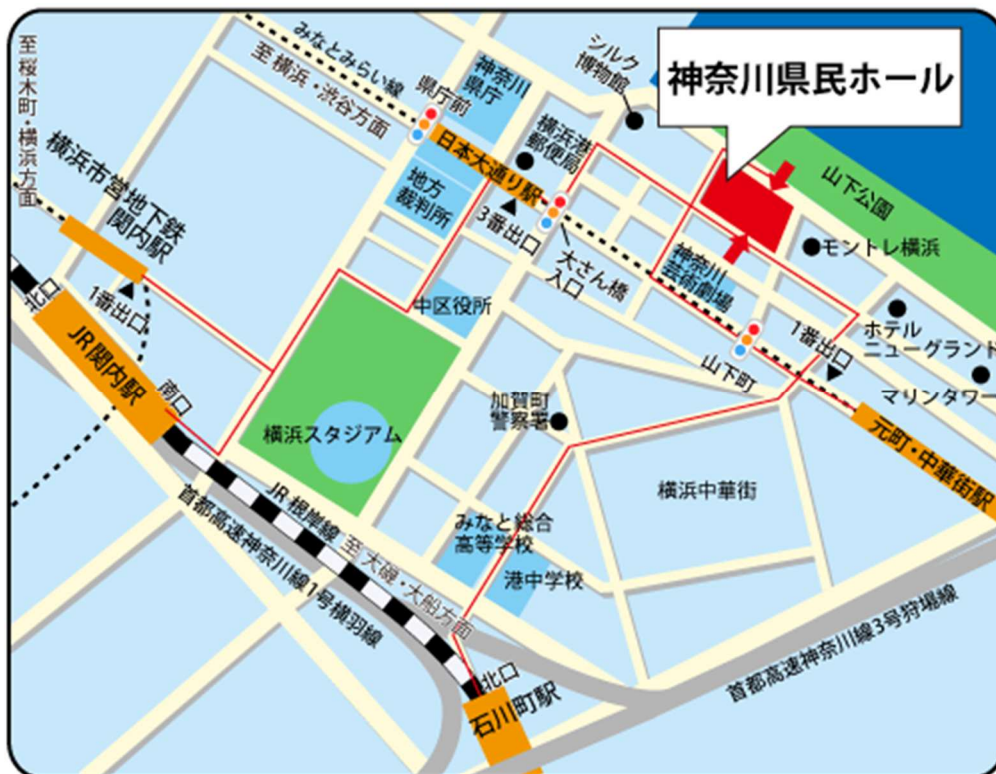 至桜木町・横浜方面
みなとみらい線
至 横浜・渋谷方面
県庁前
神奈川
県庁
シルク
博物館
神奈川県民ホール
横浜市営地下鉄
関内駅
日本大通り駅
横浜港
郵便局
地方
裁判所
3番出口
山下公園
モントレ横浜
神奈川
芸術劇場
大さん橋
入口
中区役所
北口
1番出口
JR関内駅
南口
山下町
1番出口
ホテル
ニューグランド
マリンタワー
加賀町
警察署
横浜スタジアム
元町・中華街駅
横浜中華街
JR根岸線
至 大磯・大船方面
首都高速神奈川線1号横羽線
みなと総合
高等学校
港中学校
首都高速神奈川線3号狩場線
北口
石川町駅